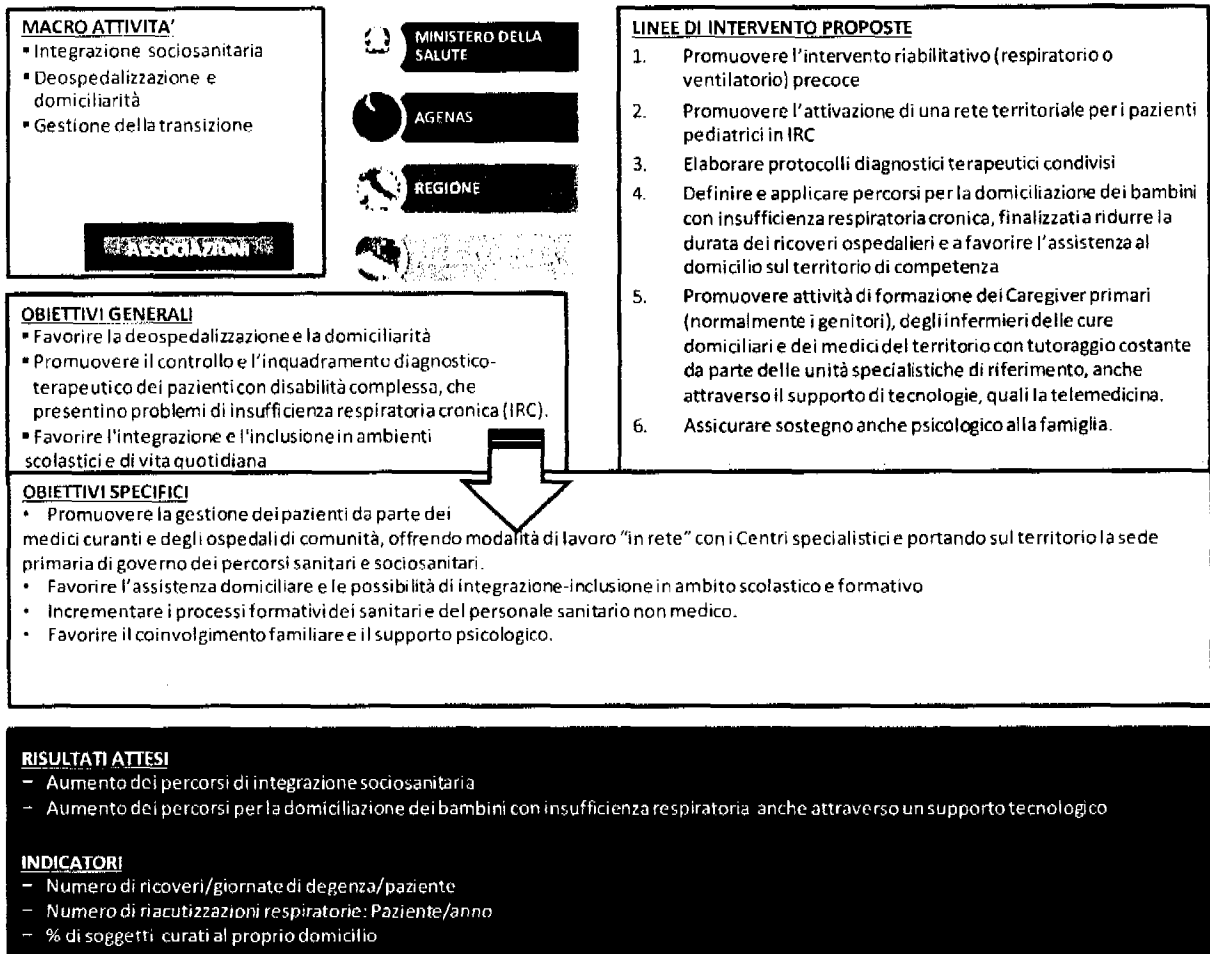 MACRO ATTIVITA'
▪ Integrazione sociosanitaria
▪ Deospedalizzazione e
domiciliarità
▪ Gestione della transizione
ASSOCIAZIONI
MINISTERO DELLA
SALUTE
AGENAS
REGIONE
LINEE DI INTERVENTO PROPOSTE
1. Promuovere l'intervento riabilitativo (respiratorio o
ventilatorio) precoce
2. Promuovere l'attivazione di una rete territoriale per i pazienti
pediatrici in IRC
3. Elaborare protocolli diagnostici terapeutici condivisi
4. Definire e applicare percorsi per la domiciliazione dei bambini
con insufficienza respiratoria cronica, finalizzati a ridurre la
durata dei ricoveri ospedalieri e a favorire l'assistenza al
domicilio sul territorio di competenza
5. Promuovere attività di formazione dei Caregiver primari
(normalmente i genitori), degli infermieri delle cure
domiciliari e dei medici del territorio con tutoraggio costante
da parte delle unità specialistiche di riferimento, anche
attraverso il supporto di tecnologie, quali la telemedicina.
6. Assicurare sostegno anche psicologico alla famiglia.
OBIETTIVI GENERALI
▪ Favorire la deospedalizzazione e la domiciliarità
▪ Promuovere il controllo e l'inquadramento diagnostico-
terapeutico dei pazienti con disabilità complessa, che
presentino problemi di insufficienza respiratoria cronica (IRC).
▪ Favorire l'integrazione e l'inclusione in ambienti
scolastici e di vita quotidiana
OBIETTIVI SPECIFICI
• Promuovere la gestione dei pazienti da parte dei
medici curanti e degli ospedali di comunità, offrendo modalità di lavoro "in rete" con i Centri specialistici e portando sul territorio la sede
primaria di governo dei percorsi sanitari e sociosanitari.
• Favorire l'assistenza domiciliare e le possibilità di integrazione-inclusione in ambito scolastico e formativo
• Incrementare i processi formativi dei sanitari e del personale sanitario non medico.
• Favorire il coinvolgimento familiare e il supporto psicologico.
RISULTATI ATTESI
– Aumento dei percorsi di integrazione sociosanitaria
– Aumento dei percorsi per la domiciliazione dei bambini con insufficienza respiratoria anche attraverso un supporto tecnologico
INDICATORI
– Numero di ricoveri/giornate di degenza/paziente
– Numero di riacutizzazioni respiratorie: Paziente/anno
– % di soggetti curati al proprio domicilio